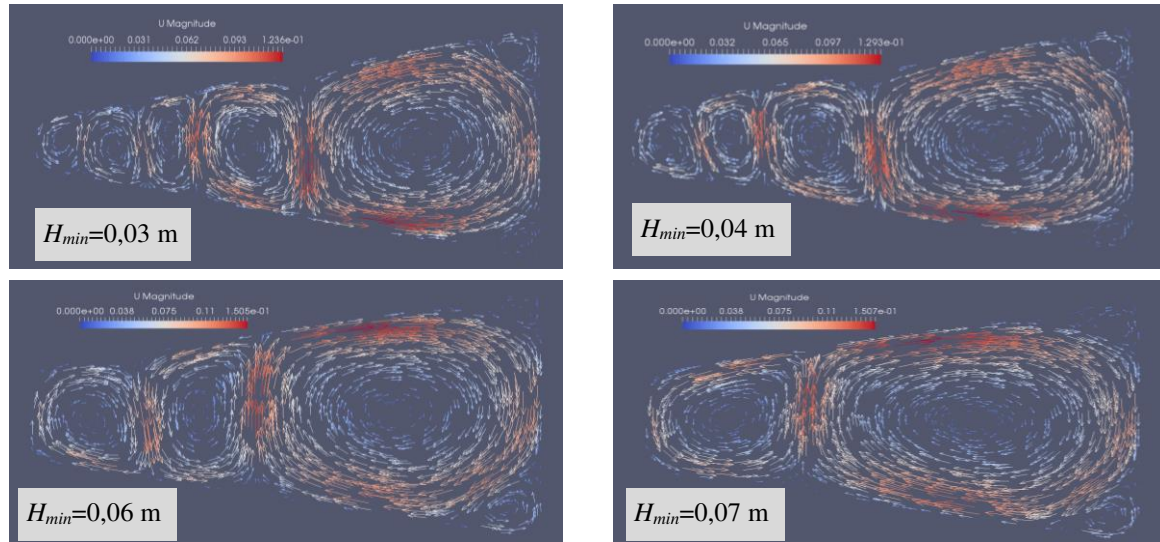 U Magnitude
0.000e+00 0.031 0.062 0.093 1.236e-01
H_min=0,03 m
U Magnitude
0.000e+00 0.032 0.065 0.097 1.293e-01
H_min=0,04 m
U Magnitude
0.000e+00 0.038 0.075 0.11 1.505e-01
H_min=0,06 m
U Magnitude
0.000e+00 0.038 0.075 0.11 1.507e-01
H_min=0,07 m